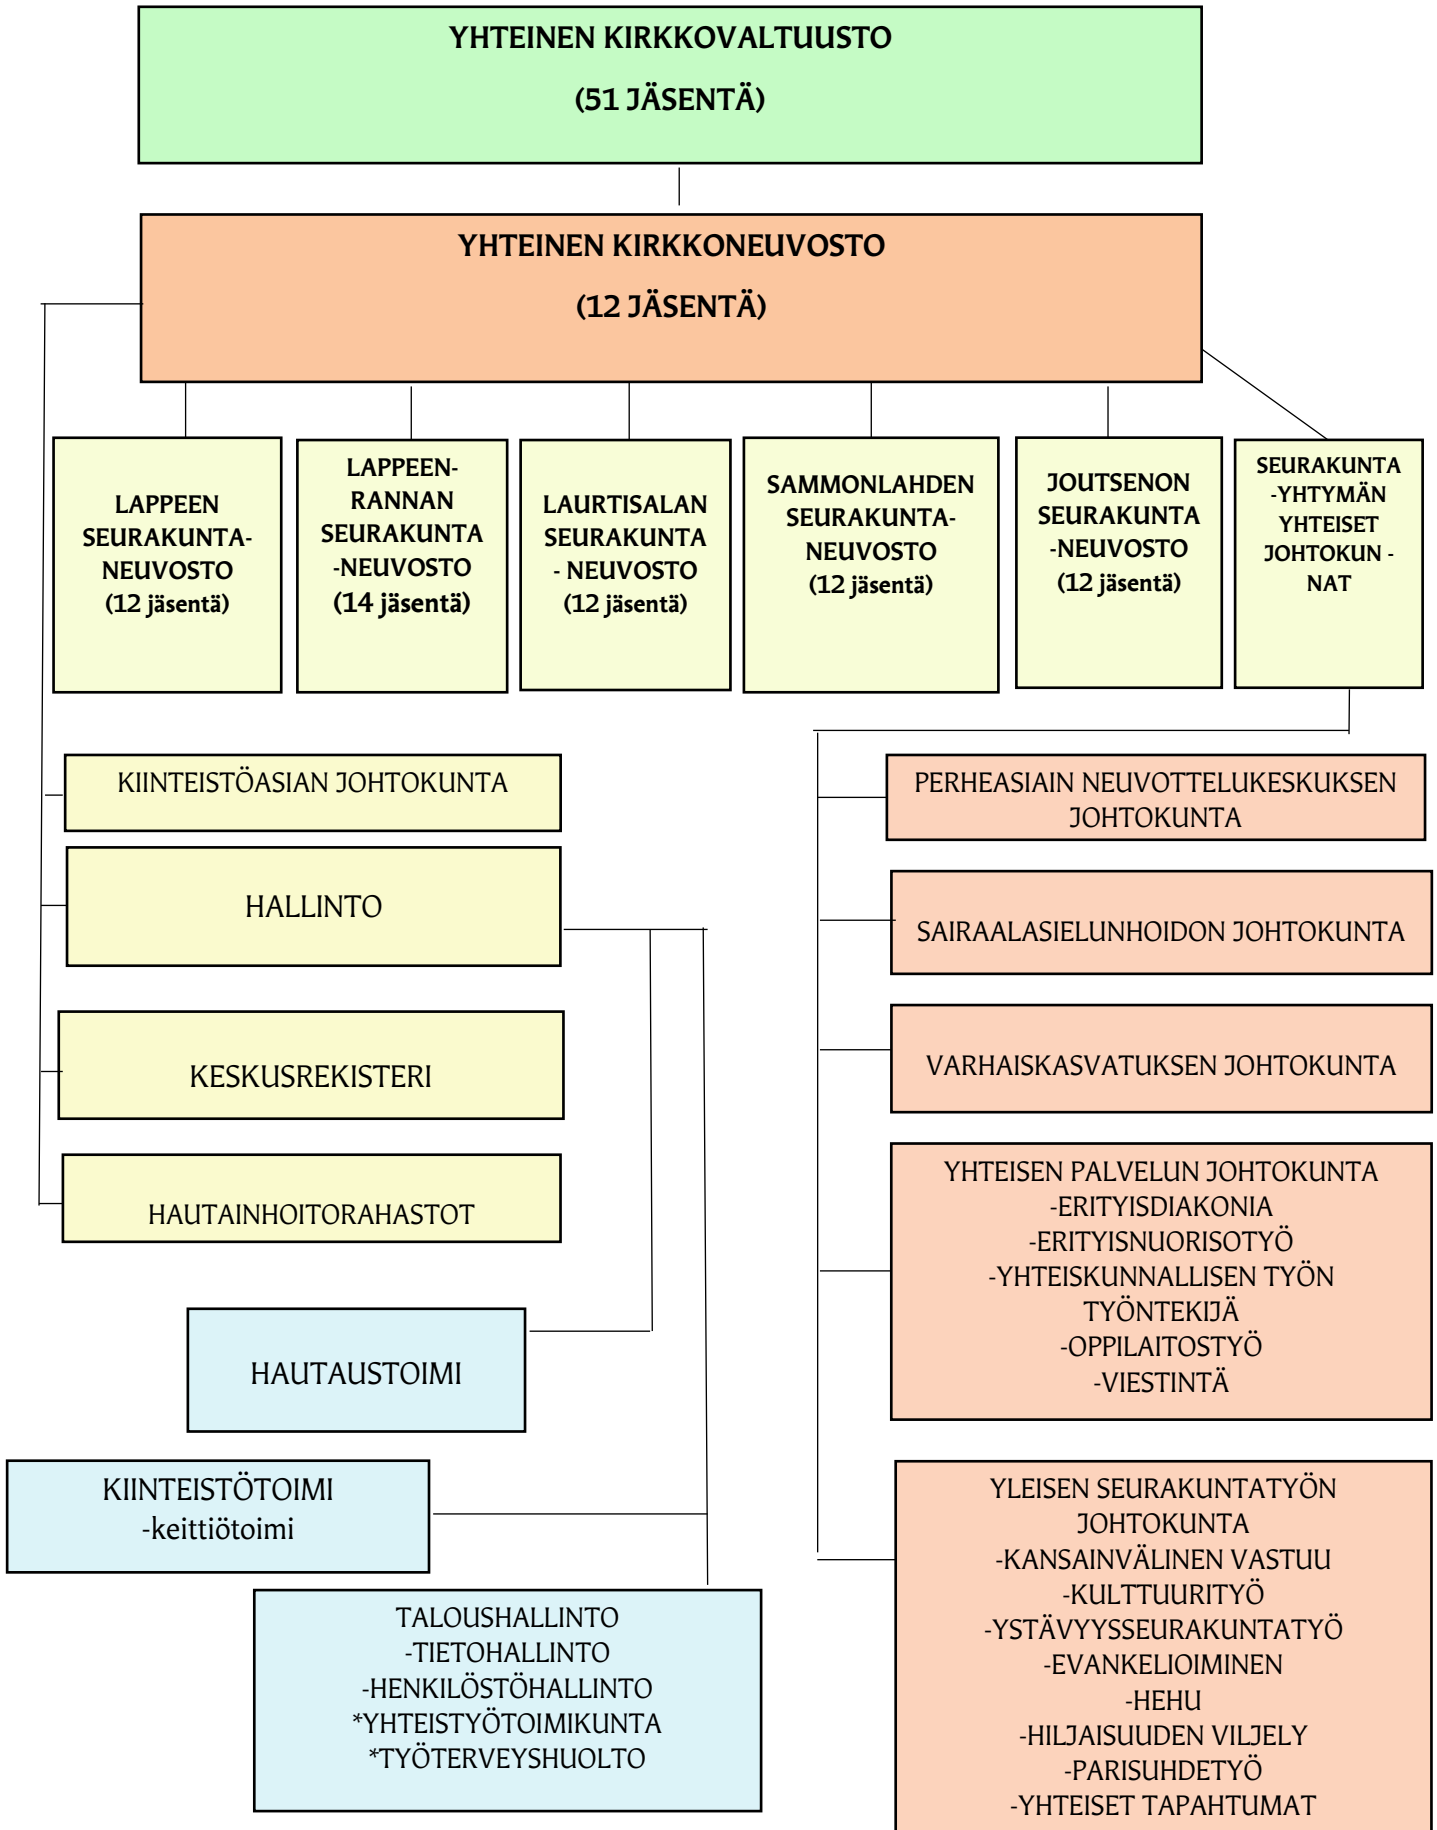 YHTEINEN KIRKKOVALTUUSTO
(51 JÄSENTÄ)
YHTEINEN KIRKKONEUVOSTO
(12 JÄSENTÄ)
LAPPEEN
SEURAKUNTA-
NEUVOSTO
(12 jäsentä)
LAPPEEN-
RANNAN
SEURAKUNTA
-NEUVOSTO
(14 jäsentä)
LAURTISALAN
SEURAKUNTA
- NEUVOSTO
(12 jäsentä)
SAMMONLAHDEN
SEURAKUNTA-
NEUVOSTO
(12 jäsentä)
JOUTSENON
SEURAKUNTA
-NEUVOSTO
(12 jäsentä)
SEURAKUNTA
-YHTYMÄN
YHTEISET
JOHTOKUN -
NAT
KIINTEISTÖASIAN JOHTOKUNTA
HALLINTO
KESKUSREKISTERI
HAUTAINHOITORAHASTOT
HAUTAUSTOIMI
KIINTEISTÖTOIMI
-keittiötoimi
TALOUSHALLINTO
-TIETOHALLINTO
-HENKILÖSTÖHALLINTO
*YHTEISTYÖTOIMIKUNTA
*TYÖTERVEYSHUOLTO
PERHEASIAIN NEUVOTTELUKESKUKSEN
JOHTOKUNTA
SAIRAALASIELUNHOIDON JOHTOKUNTA
VARHAISKASVATUKSEN JOHTOKUNTA
YHTEISEN PALVELUN JOHTOKUNTA
-ERITYISDIAKONIA
-ERITYISNUORISOTYÖ
-YHTEISKUNNALLISEN TYÖN
TYÖNTEKIJÄ
-OPPILAITOSTYÖ
-VIESTINTÄ
YLEISEN SEURAKUNTATYÖN
JOHTOKUNTA
-KANSAINVÄLINEN VASTUU
-KULTTUURITYÖ
-YSTÄVYYSSEURAKUNTATYÖ
-EVANKELIOIMINEN
-HEHU
-HILJAISUUDEN VILJELY
-PARISUHDETYÖ
-YHTEISET TAPAHTUMAT